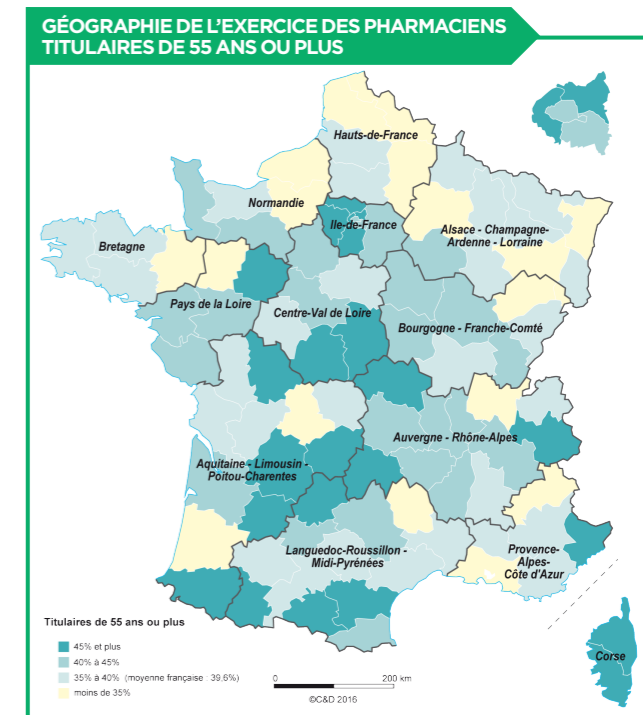 GÉOGRAPHIE DE L'EXERCICE DES PHARMACIENS
TITULAIRES DE 55 ANS OU PLUS
Hauts-de-France
Normandie
Ile-de-France
Alsace - Champagne-
Ardenne - Lorraine
Bretagne
Pays de la Loire
Centre-Val de Loire
Bourgogne - Franche-Comté
Auvergne - Rhône-Alpes
Aquitaine - Limousin -
Poitou-Charentes
Languedoc-Roussillon -
Midi-Pyrénées
Provence-
Alpes-
Côte d'Azur
Corse
Titulaires de 55 ans ou plus
45% et plus
40% à 45%
35% à 40% (moyenne française : 39,6%)
moins de 35%
0 200 km
©C&D 2016